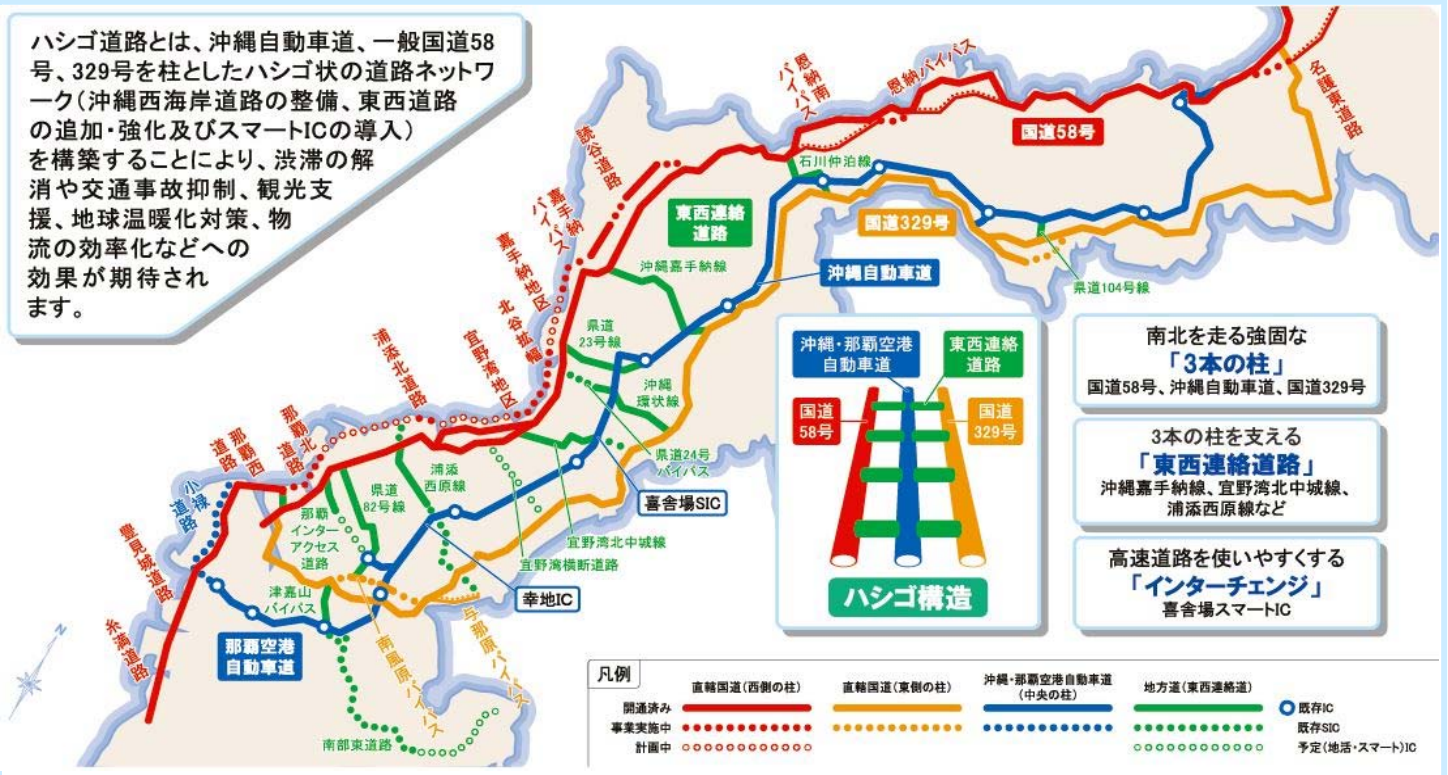 ハシゴ道路とは、沖縄自動車道、一般国道58
号、329号を柱としたハシゴ状の道路ネットワ
ーク(沖縄西海岸道路の整備、東西道路
の追加・強化及びスマートICの導入)
を構築することにより、渋滞の解
消や交通事故抑制、観光支
援、地球温暖化対策、物
流の効率化などへの
効果が期待され
ます。
名護東道路
恩納バイパス
恩納南
バイパス
国道58号
読谷道路
石川仲泊線
嘉手納
バイパス
東西連絡
道路
国道329号
沖縄自動車道
県道104号線
嘉手納地区
北谷拡幅
沖縄嘉手納線
県道
23号線
宜野湾地区
浦添北道路
沖縄
環状線
県道24号
バイパス
那覇北
道路
那覇西
道路
小禄
道路
浦添
西原線
県道
82号線
那覇
インター
アクセス
道路
喜舎場SIC
宜野湾北中城線
宜野湾横断道路
豊見城道路
幸地IC
津嘉山
バイパス
糸満道路
那覇空港
自動車道
南風原バイパス
与那原バイパス
南部東道路
N
沖縄・那覇空港
自動車道
東西連絡
道路
国道
58号
国道
329号
ハシゴ構造
南北を走る強固な
「3本の柱」
国道58号、沖縄自動車道、国道329号
3本の柱を支える
「東西連絡道路」
沖縄嘉手納線、宜野湾北中城線、
浦添西原線など
高速道路を使いやすくする
「インターチェンジ」
喜舎場スマートIC
凡例
直轄国道(西側の柱)
直轄国道(東側の柱)
沖縄・那覇空港自動車道
(中央の柱)
地方道(東西連絡道)
開通済み
既存IC
事業実施中
既存SIC
計画中
予定(地活・スマート)IC